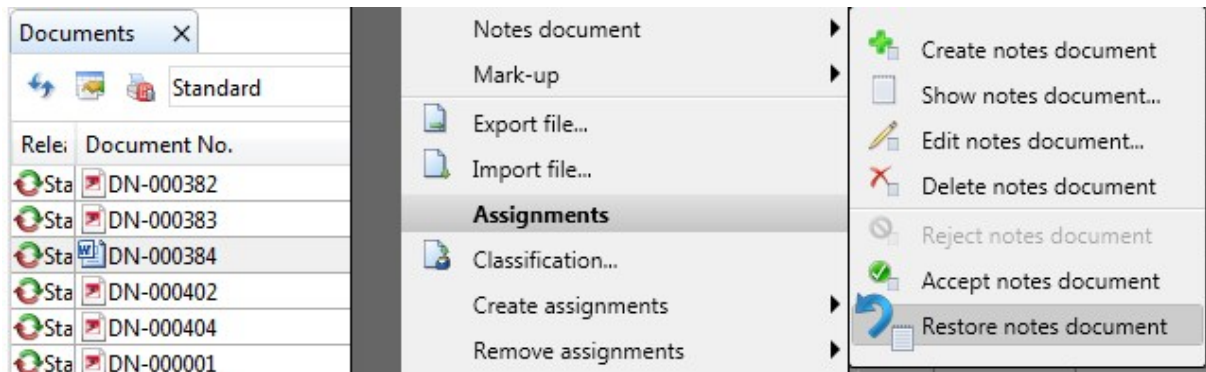 Documents
Standard
Relea Document No.
Sta DN-000382
Sta DN-000383
Sta DN-000384
Sta DN-000402
Sta DN-000404
Sta DN-000001
Notes document
Mark-up
Export file...
Import file...
Assignments
Classification...
Create assignments
Remove assignments
Create notes document
Show notes document...
Edit notes document...
Delete notes document
Reject notes document
Accept notes document
Restore notes document